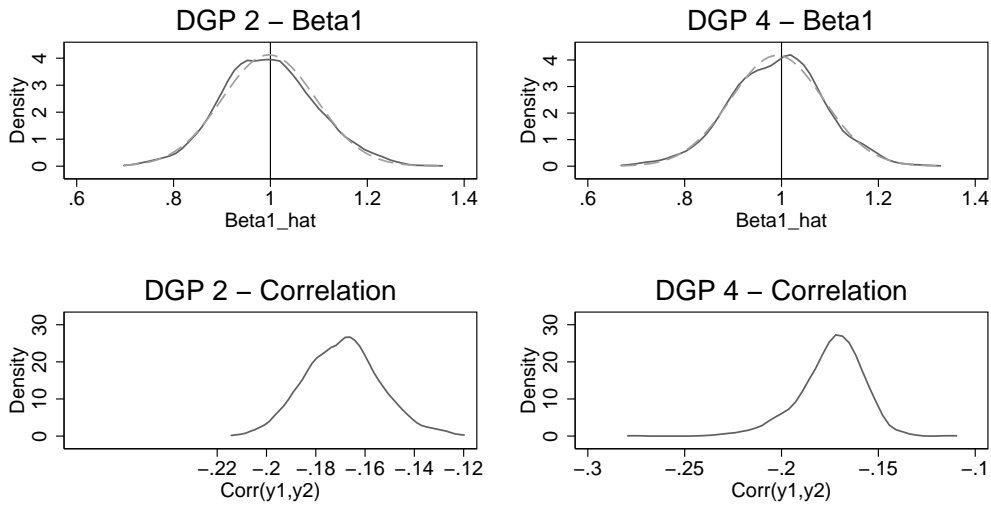 DGP 2 – Beta1
Density
0 1 2 3 4
.6 .8 1 1.2 1.4
Beta1_hat
DGP 4 – Beta1
Density
0 1 2 3 4
.6 .8 1 1.2 1.4
Beta1_hat
DGP 2 – Correlation
Density
0 10 20 30
−.22 −.2 −.18 −.16 −.14 −.12
Corr(y1,y2)
DGP 4 – Correlation
Density
0 10 20 30
−.3 −.25 −.2 −.15 −.1
Corr(y1,y2)